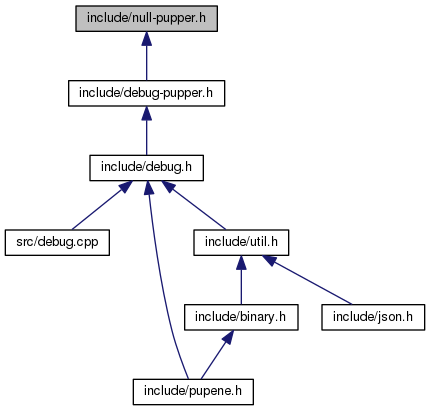 include/null-pupper.h
include/debug-pupper.h
include/debug.h
src/debug.cpp
include/util.h
include/binary.h
include/json.h
include/pupene.h